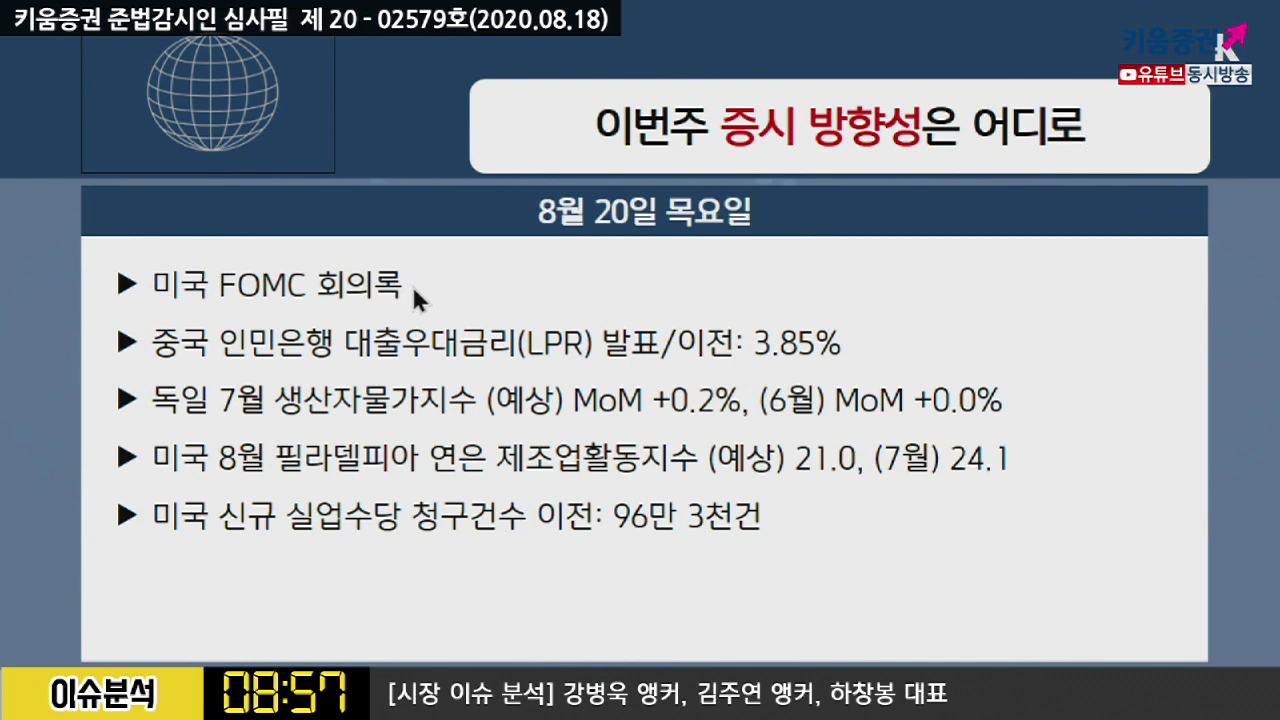 키움증권 준법감시인 심사필 제 20 - 02579호(2020.08.18)
키움증권
유튜브동시방송
이번주 증시 방향성은 어디로
8월 20일 목요일
▶ 미국 FOMC 회의록
▶ 중국 인민은행 대출우대금리(LPR) 발표/이전: 3.85%
▶ 독일 7월 생산자물가지수 (예상) MoM +0.2%, (6월) MoM +0.0%
▶ 미국 8월 필라델피아 연은 제조업활동지수 (예상) 21.0, (7월) 24.1
▶ 미국 신규 실업수당 청구건수 이전: 96만 3천건
이슈분석 08:57 [시장 이슈 분석] 강병욱 앵커, 김주연 앵커, 하창봉 대표